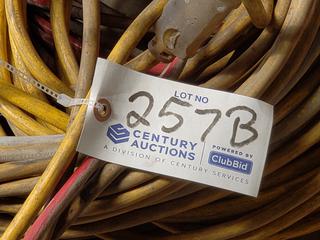 LOT NO
257B
CENTURY AUCTIONS
A DIVISION OF CENTURY SERVICES
POWERED BY
ClubBid